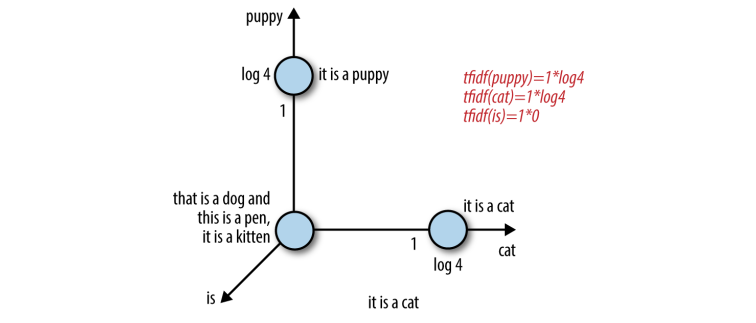 puppy
log 4
it is a puppy
1
tfidf(puppy)=1*log4
tfidf(cat)=1*log4
tfidf(is)=1*0
that is a dog and
this is a pen,
it is a kitten
it is a cat
1
cat
log 4
is
it is a cat